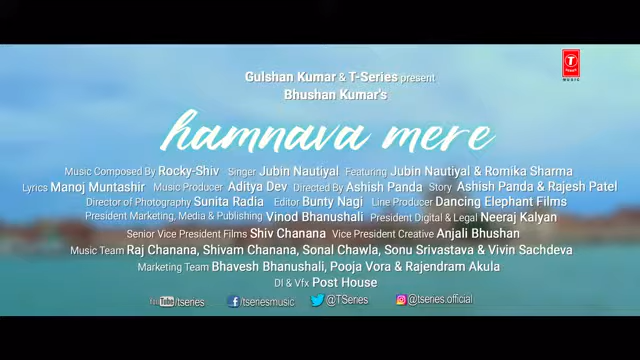 T
SERIES
MUSIC
Gulshan Kumar & T-Series present
Bhushan Kumar's
hamnava mere
Music Composed By Rocky-Shiv Singer Jubin Nautiyal Featuring Jubin Nautiyal & Romika Sharma
Lyrics Manoj Muntashir Music Producer Aditya Dev Directed By Ashish Panda Story Ashish Panda & Rajesh Patel
Director of Photography Sunita Radia Editor Bunty Nagi Line Producer Dancing Elephant Films
President Marketing, Media & Publishing Vinod Bhanushali President Digital & Legal Neeraj Kalyan
Senior Vice President Films Shiv Chanana Vice President Creative Anjali Bhushan
Music Team Raj Chanana, Shivam Chanana, Sonal Chawla, Sonu Srivastava & Vivin Sachdeva
Marketing Team Bhavesh Bhanushali, Pooja Vora & Rajendram Akula
DI & Vfx Post House
YouTube/tseries f/tseriesmusic @TSeries @tseries.official